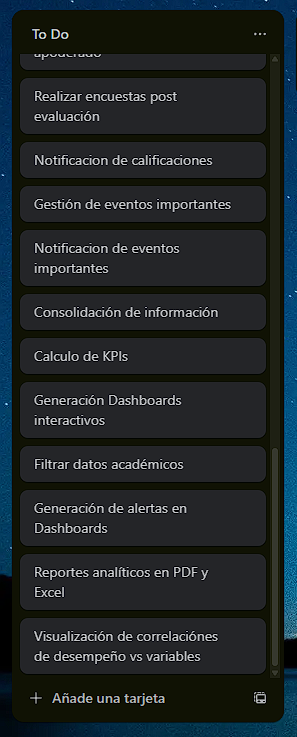 To Do
apoderado
Realizar encuestas post
evaluación
Notificacion de calificaciones
Gestión de eventos importantes
Notificacion de eventos
importantes
Consolidación de información
Calculo de KPIs
Generación Dashboards
interactivos
Filtrar datos académicos
Generación de alertas en
Dashboards
Reportes analíticos en PDF y
Excel
Visualización de correlaciónes
de desempeño vs variables
Añade una tarjeta